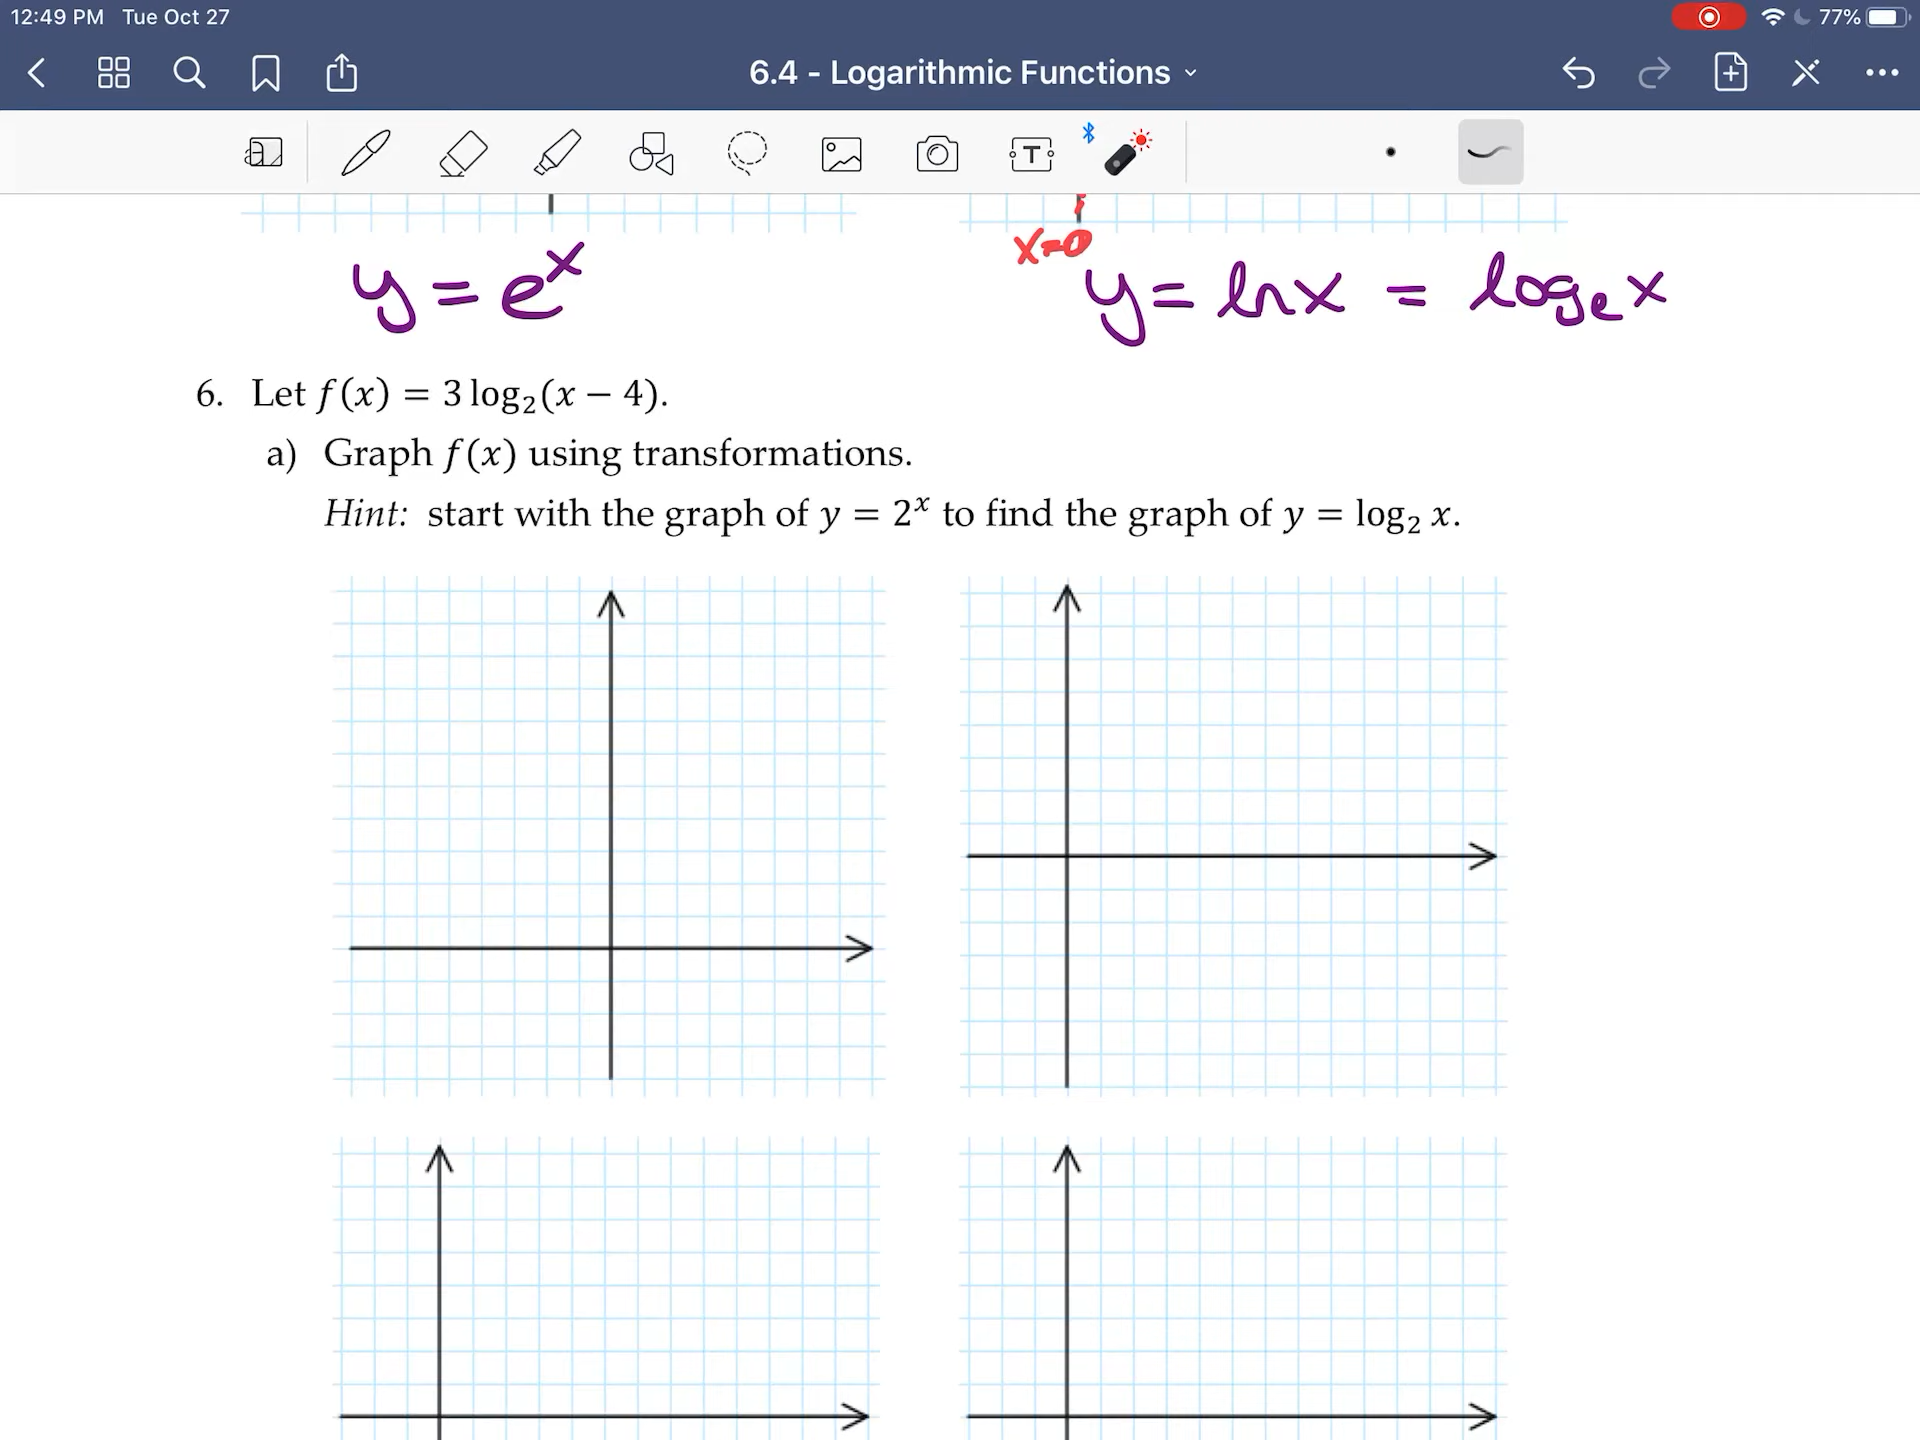 12:49 PM Tue Oct 27
77%
6.4 - Logarithmic Functions
a
T
x=0
y = e^x
y = ln x = log_e x
6. Let f(x) = 3 log₂(x − 4).
a) Graph f(x) using transformations.
Hint: start with the graph of y = 2^x to find the graph of y = log₂ x.